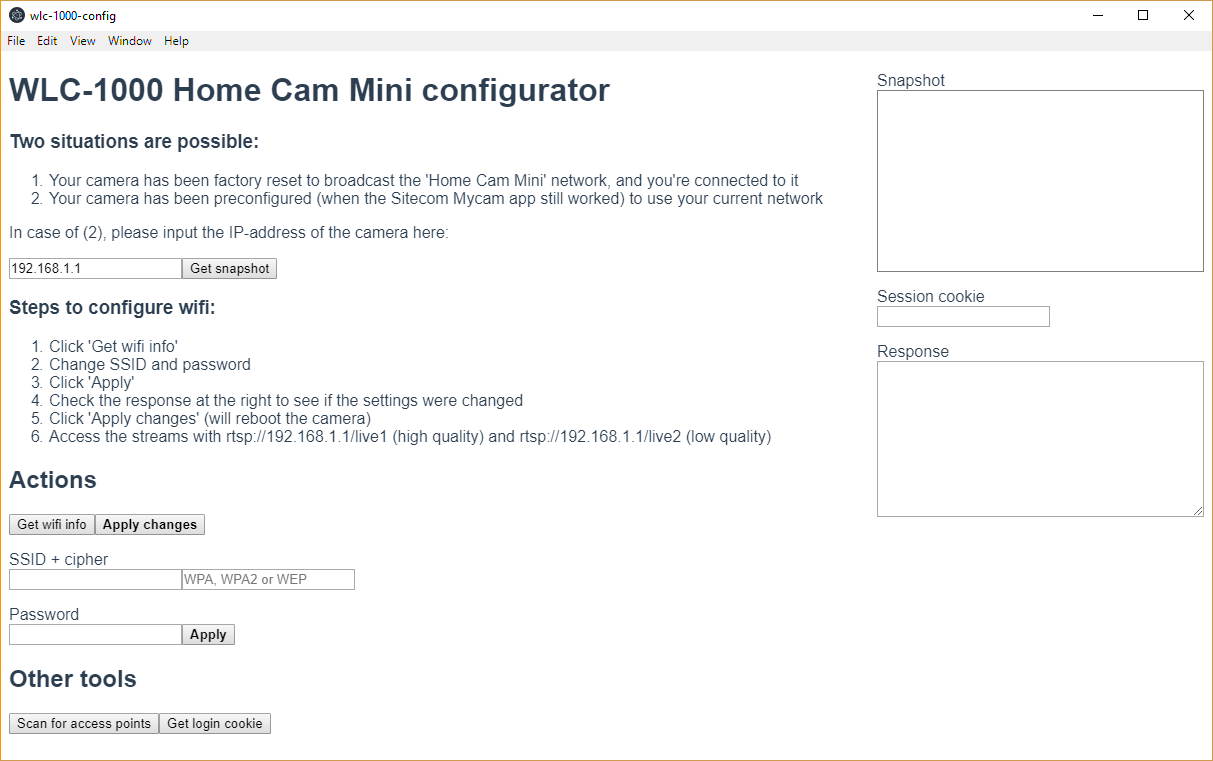 wlc-1000-config
File Edit View Window Help
WLC-1000 Home Cam Mini configurator
Two situations are possible:
1. Your camera has been factory reset to broadcast the 'Home Cam Mini' network, and you're connected to it
2. Your camera has been preconfigured (when the Sitecom Mycam app still worked) to use your current network
In case of (2), please input the IP-address of the camera here:
192.168.1.1 Get snapshot
Steps to configure wifi:
1. Click 'Get wifi info'
2. Change SSID and password
3. Click 'Apply'
4. Check the response at the right to see if the settings were changed
5. Click 'Apply changes' (will reboot the camera)
6. Access the streams with rtsp://192.168.1.1/live1 (high quality) and rtsp://192.168.1.1/live2 (low quality)
Actions
Get wifi info Apply changes
SSID + cipher
WPA, WPA2 or WEP
Password
Apply
Other tools
Scan for access points Get login cookie
Snapshot
Session cookie
Response